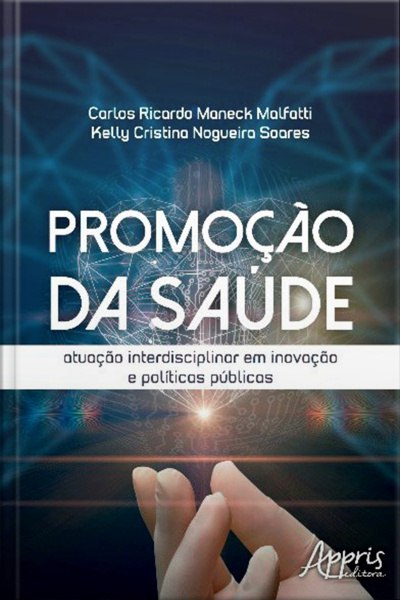 Carlos Ricardo Maneck Malfatti
Kelly Cristina Nogueira Soares
PROMOÇÃO
DA SAÚDE
atuação interdisciplinar em inovação
e políticas públicas
Appris
editora